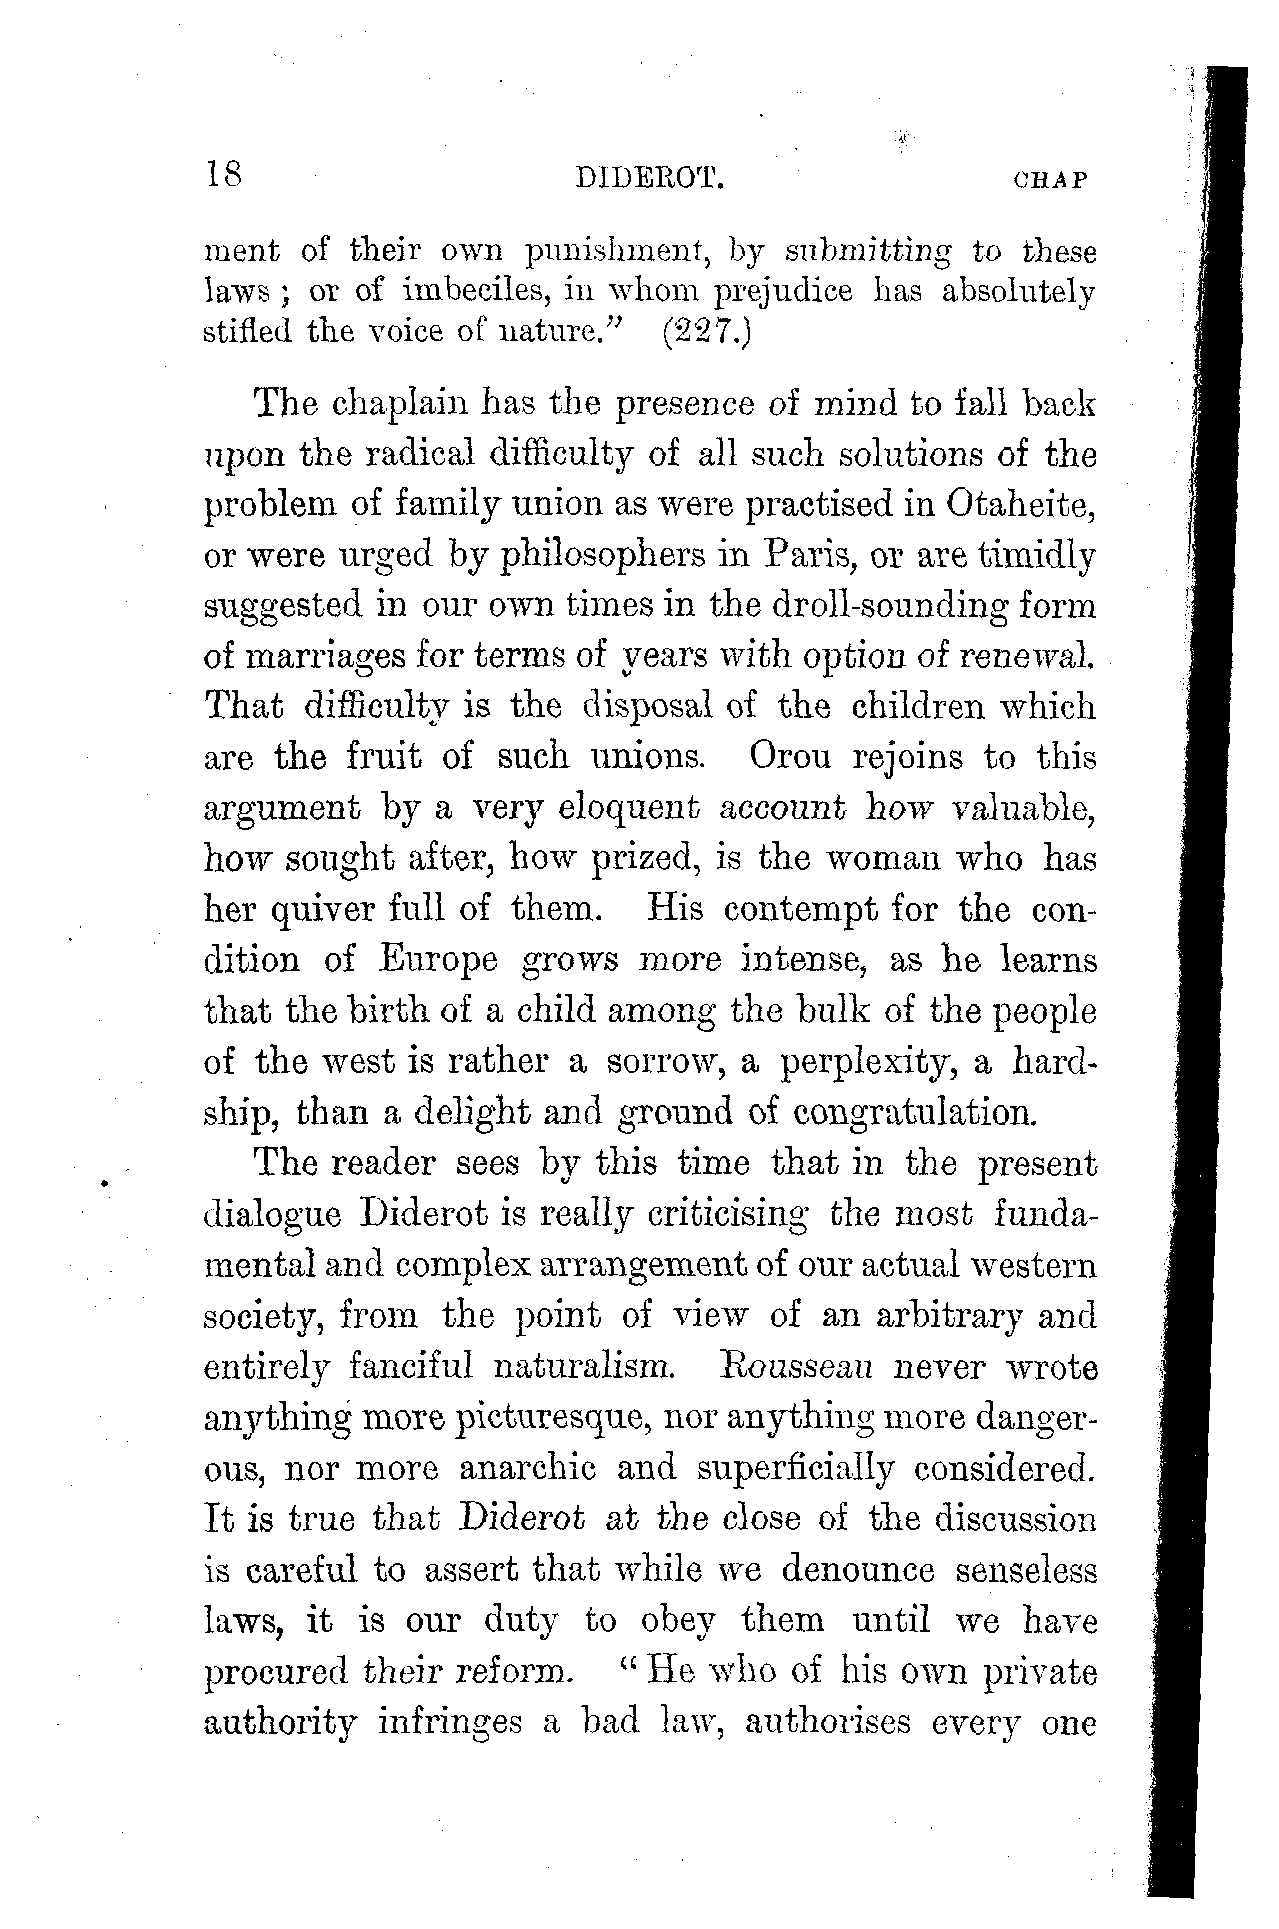 18 DIDEROT. CHAP
ment of their own punishment, by submitting to these
laws ; or of imbeciles, in whom prejudice has absolutely
stifled the voice of nature." (227.)
The chaplain has the presence of mind to fall back
upon the radical difficulty of all such solutions of the
problem of family union as were practised in Otaheite,
or were urged by philosophers in Paris, or are timidly
suggested in our own times in the droll-sounding form
of marriages for terms of years with option of renewal.
That difficulty is the disposal of the children which
are the fruit of such unions. Orou rejoins to this
argument by a very eloquent account how valuable,
how sought after, how prized, is the woman who has
her quiver full of them. His contempt for the con-
dition of Europe grows more intense, as he learns
that the birth of a child among the bulk of the people
of the west is rather a sorrow, a perplexity, a hard-
ship, than a delight and ground of congratulation.
The reader sees by this time that in the present
dialogue Diderot is really criticising the most funda-
mental and complex arrangement of our actual western
society, from the point of view of an arbitrary and
entirely fanciful naturalism. Rousseau never wrote
anything more picturesque, nor anything more danger-
ous, nor more anarchic and superficially considered.
It is true that Diderot at the close of the discussion
is careful to assert that while we denounce senseless
laws, it is our duty to obey them until we have
procured their reform. "He who of his own private
authority infringes a bad law, authorises every one